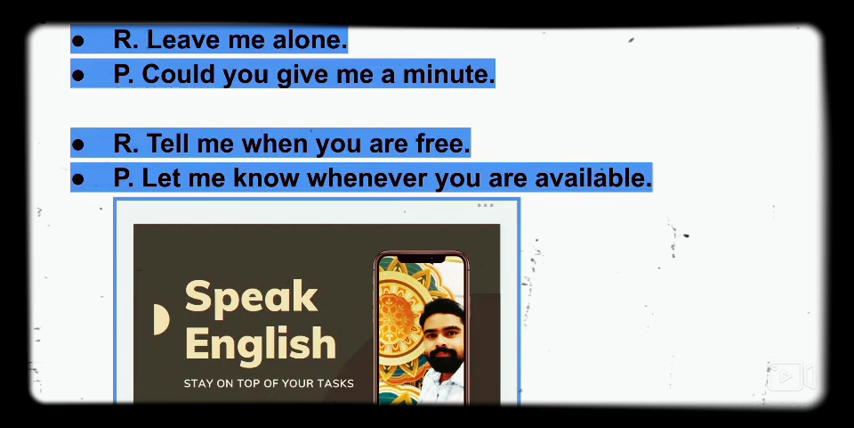 ● R. Leave me alone.
● P. Could you give me a minute.
● R. Tell me when you are free.
● P. Let me know whenever you are available.
Speak
English
STAY ON TOP OF YOUR TASKS